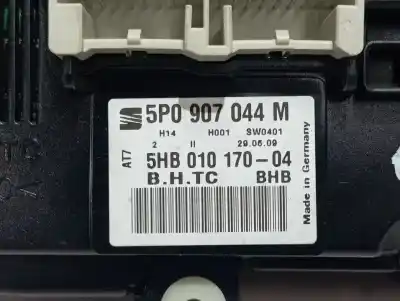 5P0 907 044 M
H14 H001 SW0401
2 II 29.05.09
AT7
5HB 010 170-04
B.H.TC BHB
Made in Germany